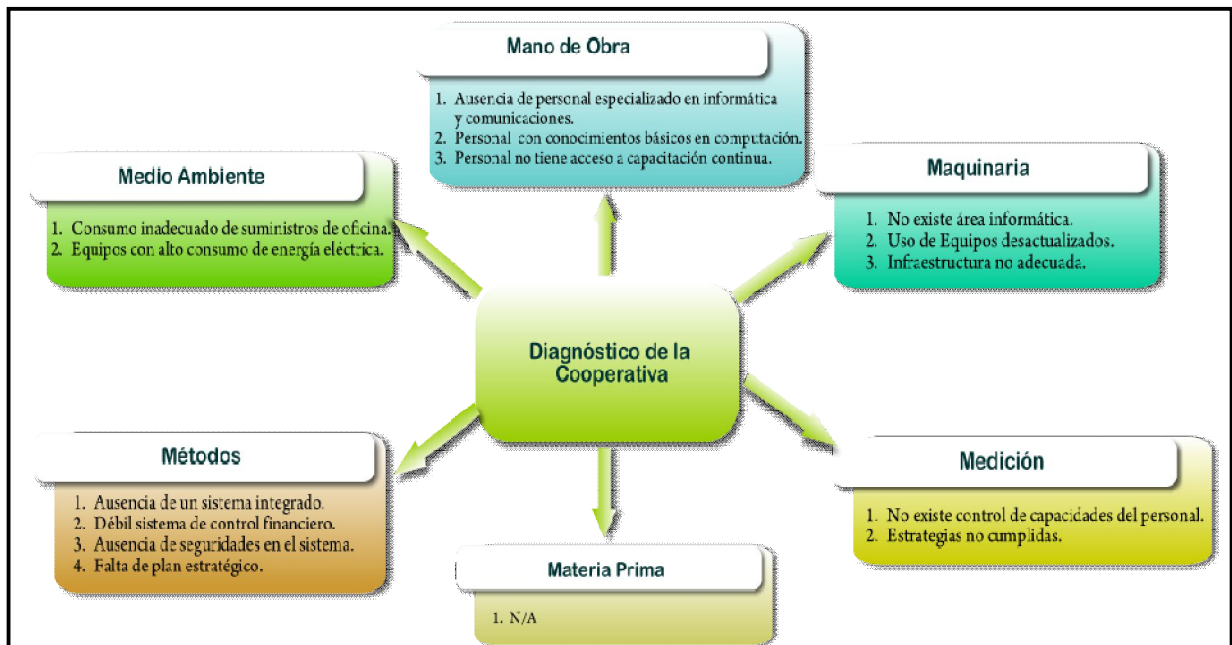 Mano de Obra
1. Ausencia de personal especializado en informática
y comunicaciones.
2. Personal con conocimientos básicos en computación.
3. Personal no tiene acceso a capacitación continua.
Medio Ambiente
1. Consumo inadecuado de suministros de oficina.
2. Equipos con alto consumo de energía eléctrica.
Maquinaria
1. No existe área informática.
2. Uso de Equipos desactualizados.
3. Infraestructura no adecuada.
Diagnóstico de la
Cooperativa
Métodos
1. Ausencia de un sistema integrado.
2. Débil sistema de control financiero.
3. Ausencia de seguridades en el sistema.
4. Falta de plan estratégico.
Medición
1. No existe control de capacidades del personal.
2. Estrategias no cumplidas.
Materia Prima
1. N/A